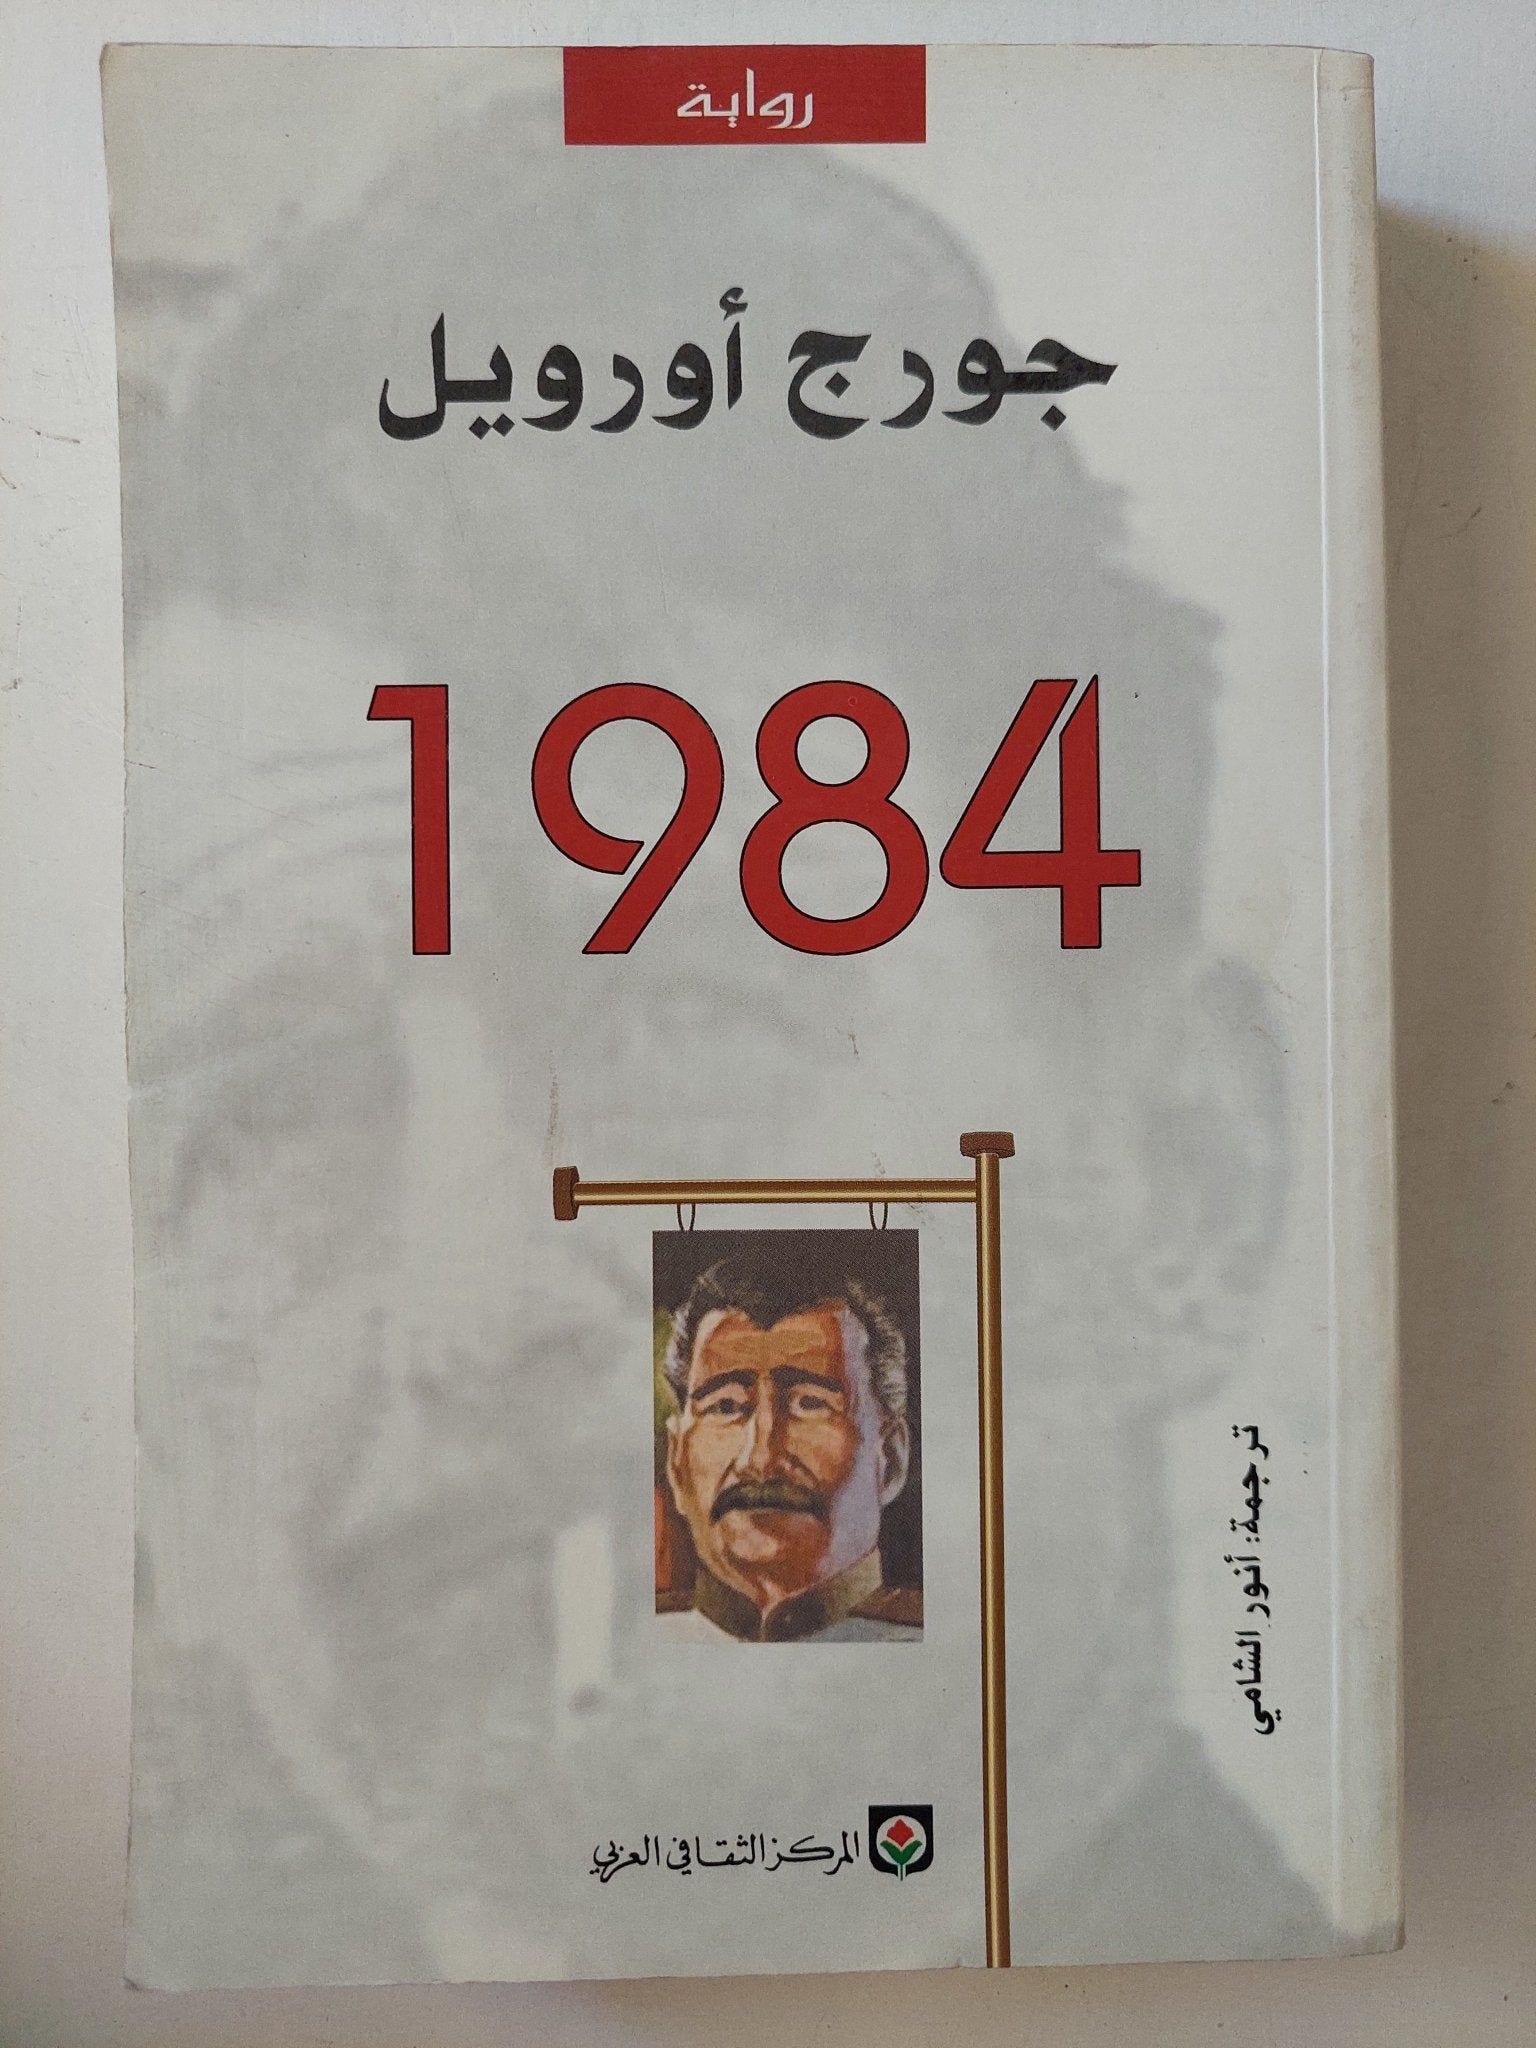 رواية
جورج أورويل
1984
ترجمة: أنور الشامي
المركز الثقافي العربي